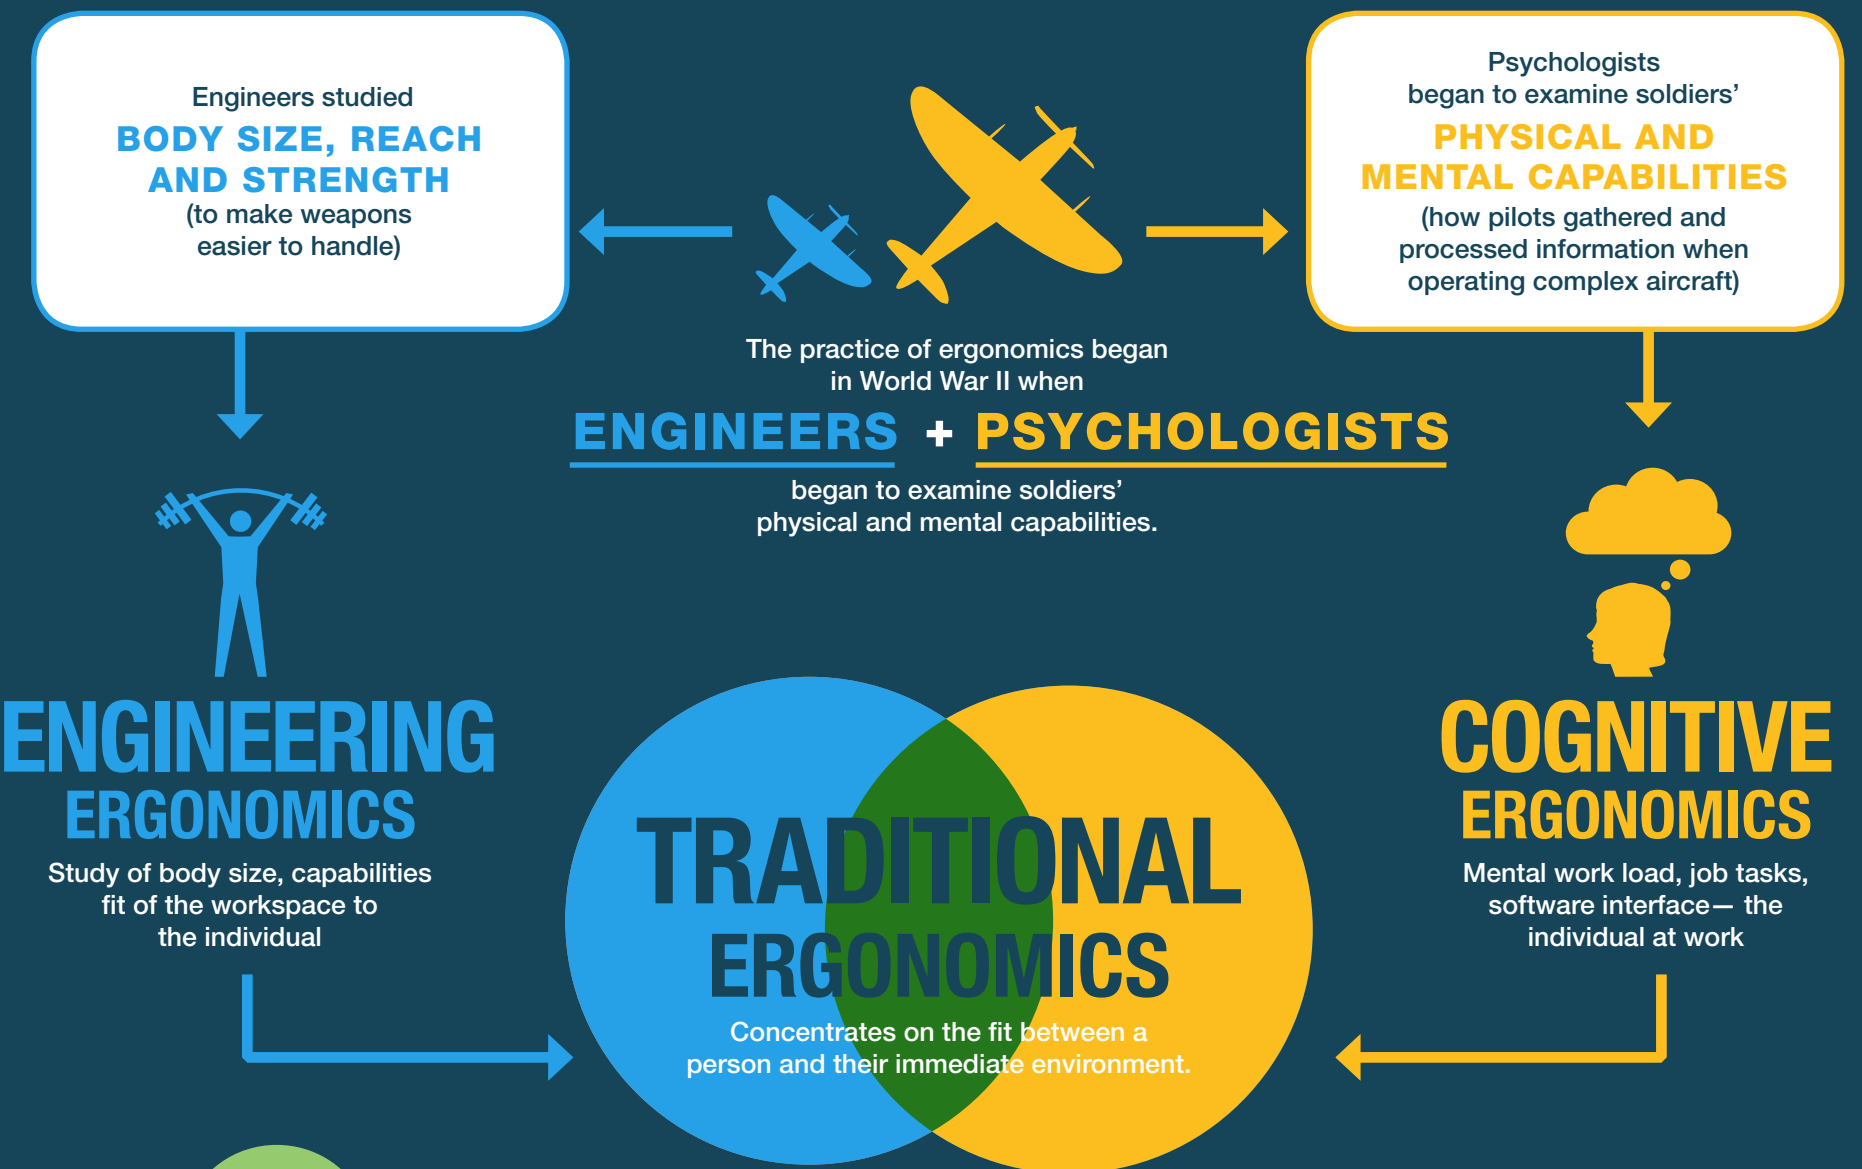 Engineers studied
BODY SIZE, REACH
AND STRENGTH
(to make weapons
easier to handle)
Psychologists
began to examine soldiers’
PHYSICAL AND
MENTAL CAPABILITIES
(how pilots gathered and
processed information when
operating complex aircraft)
The practice of ergonomics began
in World War II when
ENGINEERS + PSYCHOLOGISTS
began to examine soldiers’
physical and mental capabilities.
ENGINEERING
ERGONOMICS
Study of body size, capabilities
fit of the workspace to
the individual
TRADITIONAL
ERGONOMICS
Concentrates on the fit between a
person and their immediate environment.
COGNITIVE
ERGONOMICS
Mental work load, job tasks,
software interface— the
individual at work